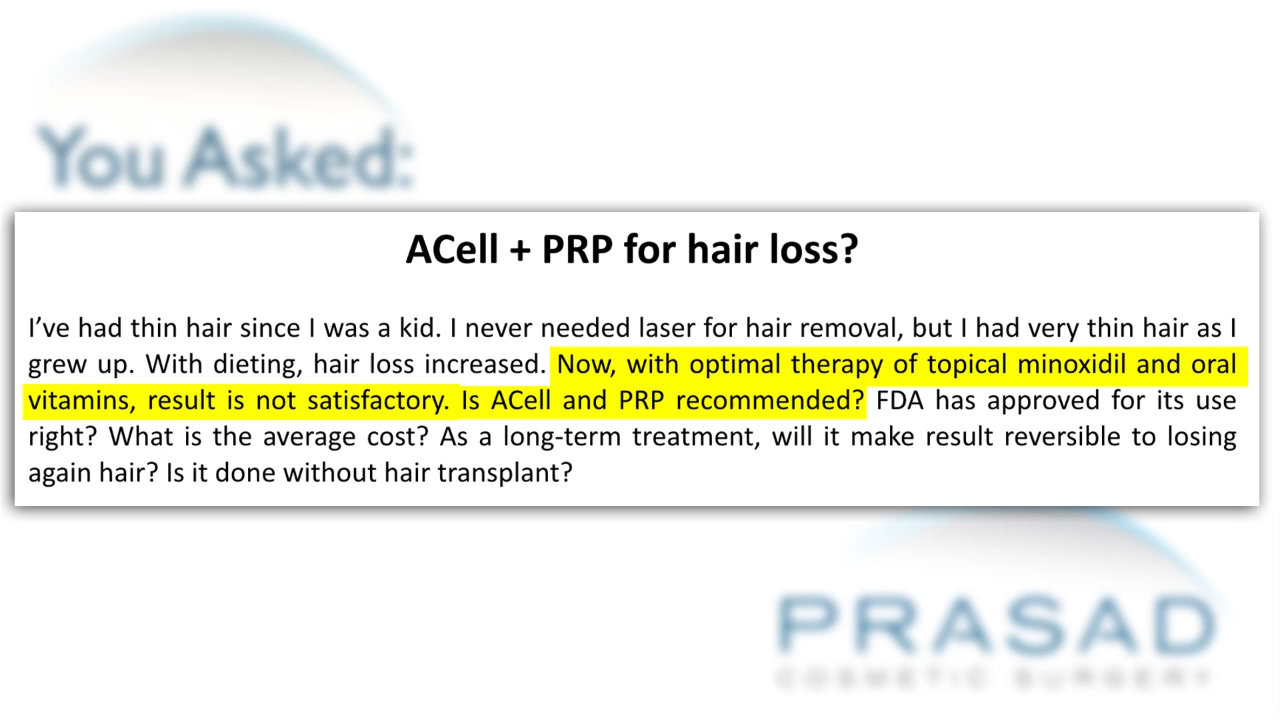 You Asked:
ACell + PRP for hair loss?
I’ve had thin hair since I was a kid. I never needed laser for hair removal, but I had very thin hair as I
grew up. With dieting, hair loss increased. Now, with optimal therapy of topical minoxidil and oral
vitamins, result is not satisfactory. Is ACell and PRP recommended? FDA has approved for its use
right? What is the average cost? As a long-term treatment, will it make result reversible to losing
again hair? Is it done without hair transplant?
PRASAD
COSMETIC SURGERY